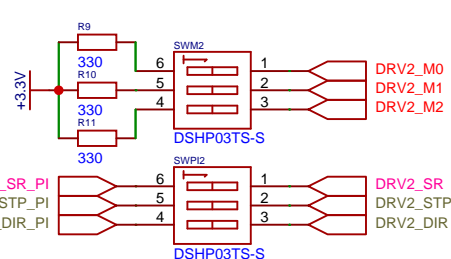 R9
330
SWM2
+3.3V
R10
330
R11
330
6 1 DRV2_M0
5 2 DRV2_M1
4 3 DRV2_M2
DSHP03TS-S
SWPI2
_SR_PI 6 1 DRV2_SR
STP_PI 5 2 DRV2_STP
_DIR_PI 4 3 DRV2_DIR
DSHP03TS-S